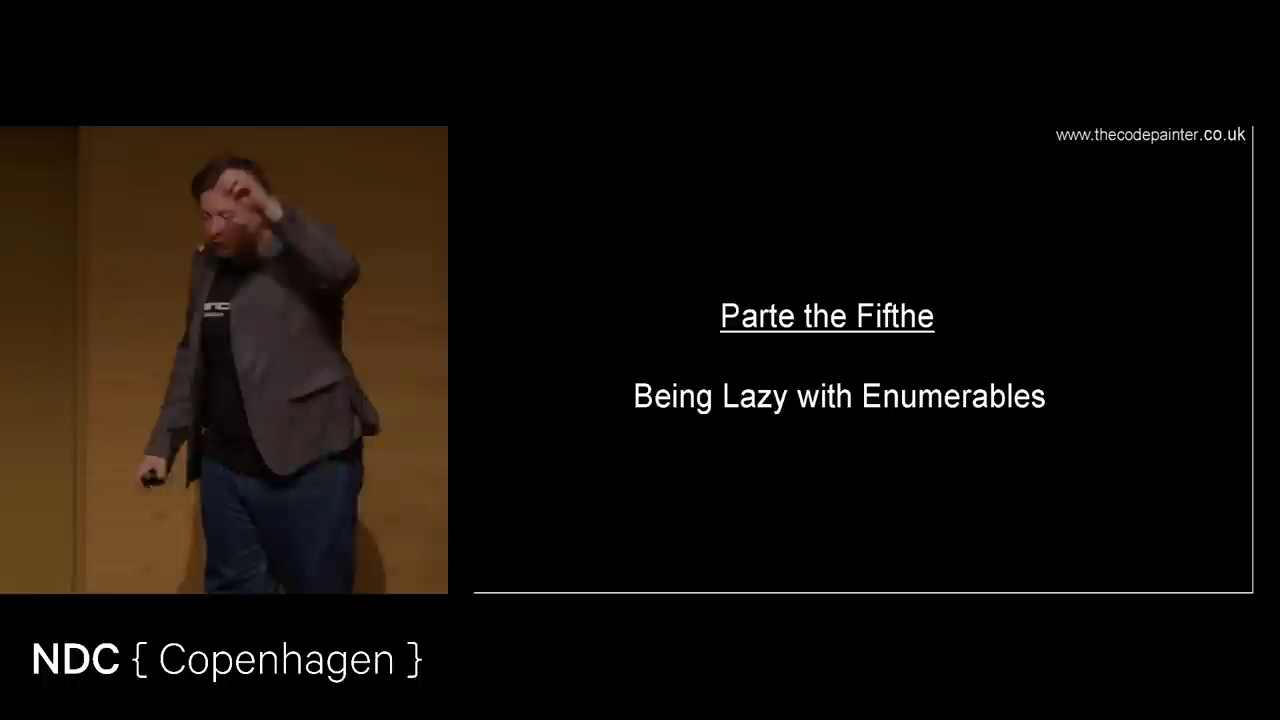 www.thecodepainter.co.uk
Parte the Fifthe
Being Lazy with Enumerables
NDC { Copenhagen }